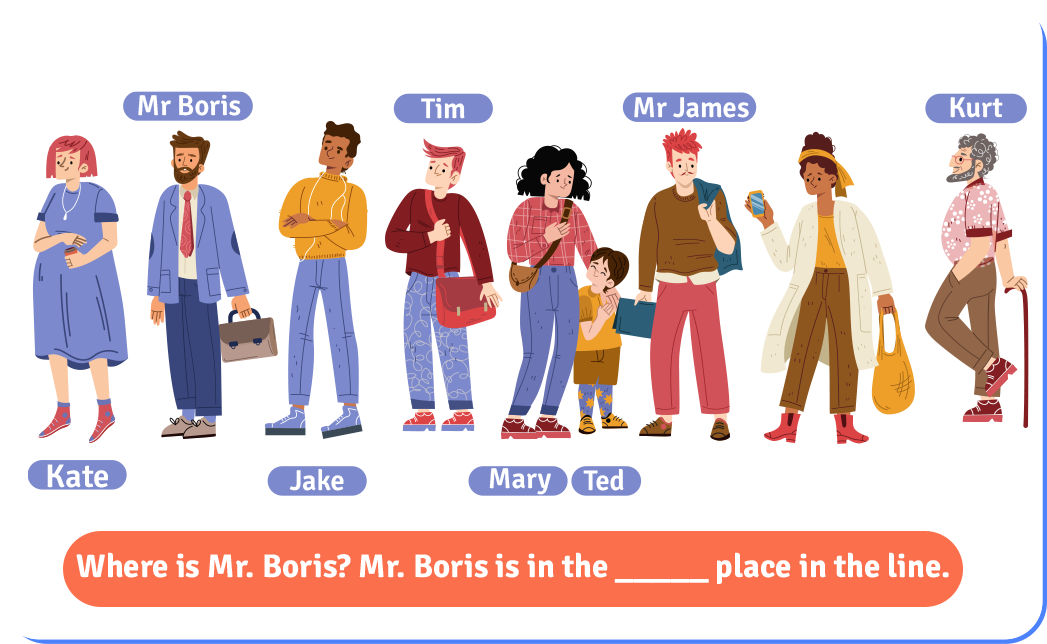 Mr Boris
Tim
Mr James
Kurt
Kate
Jake
Mary
Ted
Where is Mr. Boris? Mr. Boris is in the ______ place in the line.